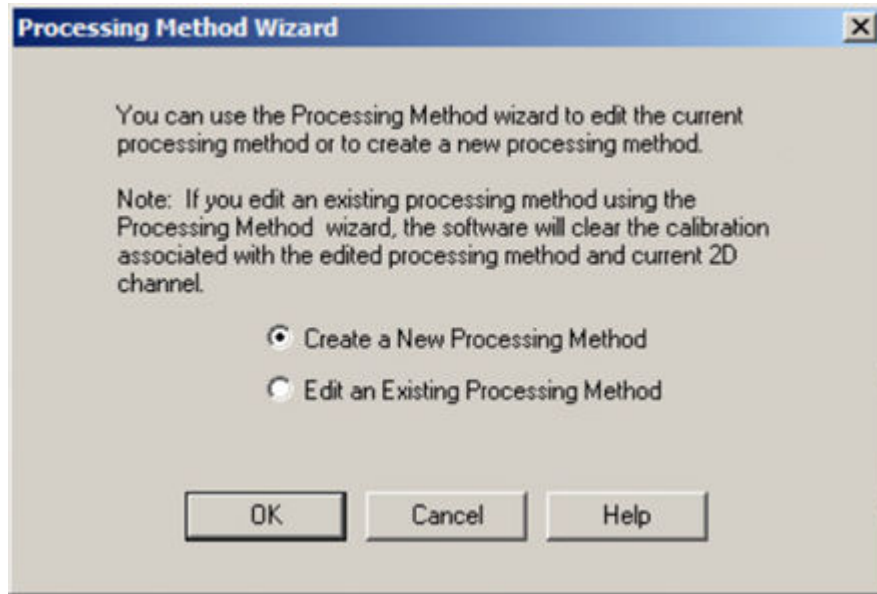 Processing Method Wizard
You can use the Processing Method wizard to edit the current
processing method or to create a new processing method.
Note: If you edit an existing processing method using the
Processing Method wizard, the software will clear the calibration
associated with the edited processing method and current 2D
channel.
Create a New Processing Method
Edit an Existing Processing Method
OK Cancel Help